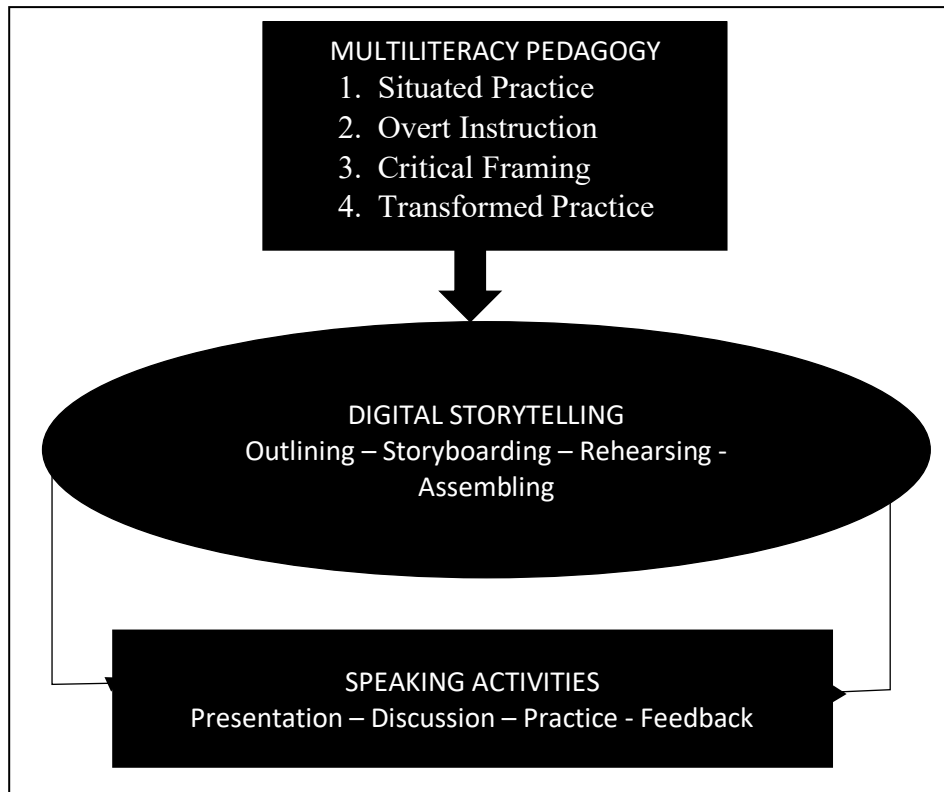 MULTILITERACY PEDAGOGY
1. Situated Practice
2. Overt Instruction
3. Critical Framing
4. Transformed Practice
DIGITAL STORYTELLING
Outlining – Storyboarding – Rehearsing -
Assembling
SPEAKING ACTIVITIES
Presentation – Discussion – Practice - Feedback